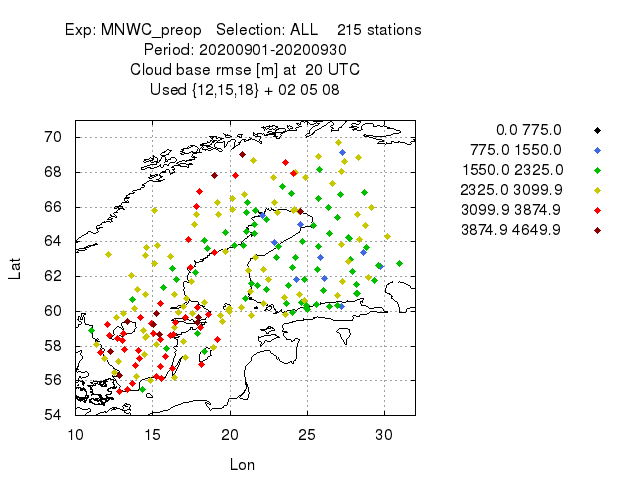 Exp: MNWC_preop Selection: ALL 215 stations
Period: 20200901-20200930
Cloud base rmse [m] at 20 UTC
Used {12,15,18} + 02 05 08
0.0 775.0
775.0 1550.0
1550.0 2325.0
2325.0 3099.9
3099.9 3874.9
3874.9 4649.9
70
68
66
64
62
60
58
56
54
Lat
10 15 20 25 30
Lon